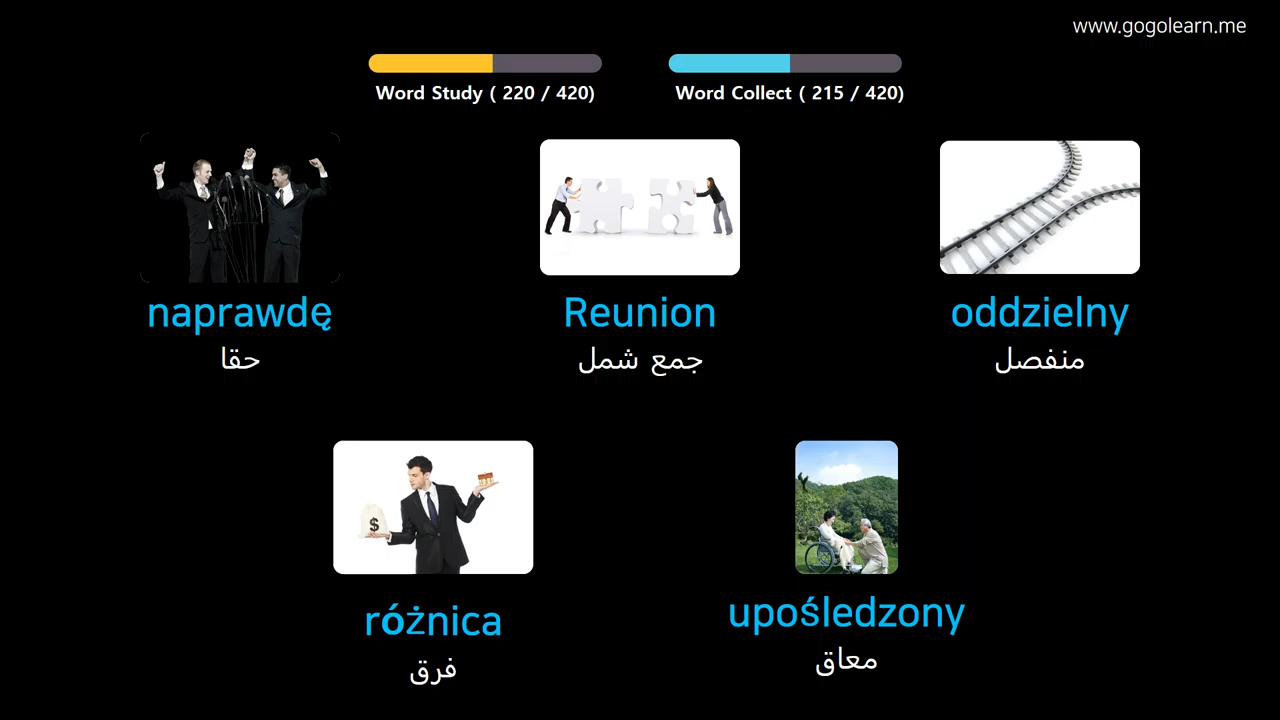 www.gogolearn.me
Word Study ( 220 / 420)
Word Collect ( 215 / 420)
naprawdę
حقا
Reunion
جمع شمل
oddzielny
منفصل
$
różnica
فرق
upośledzony
معاق